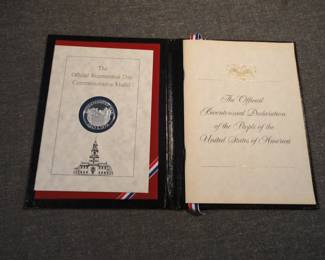 The
Official Bicentennial Day
Commemorative Medal
The Official
Bicentennial Declaration
of the People of the
United States of America